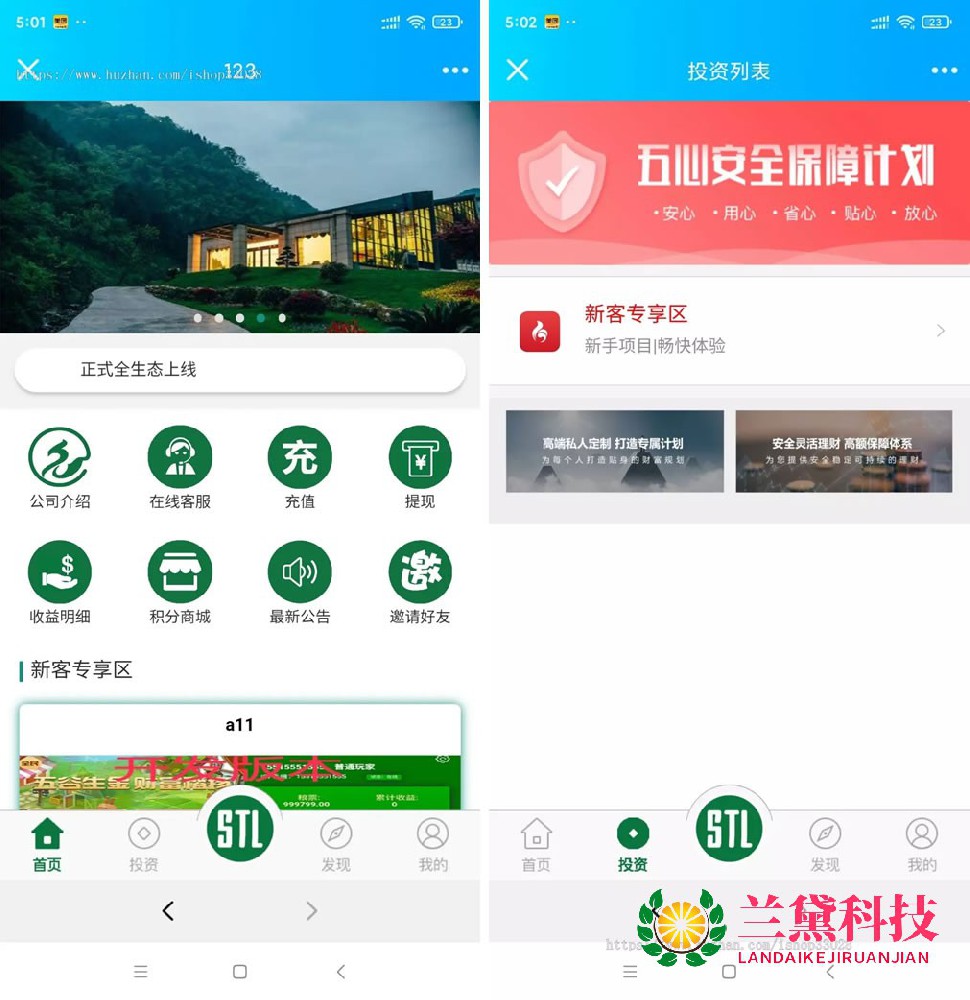 5:01
23
123
https://www.huzhan.com/ishop33028
正式全生态上线
公司介绍
在线客服
充
充值
¥
提现
$
收益明细
积分商城
最新公告
邀
邀请好友
新客专享区
a11
开发版本
普通玩家
999799.00
累计收益:
0
STL
首页
投资
发现
我的
5:02
23
投资列表
五心安全保障计划
·安心 ·用心 ·省心 ·贴心 ·放心
新客专享区
新手项目|畅快体验
高端私人定制 打造专属计划
为每个人打造贴身的财富规划
安全灵活理财 高额保障体系
为您提供安全稳定可持续的理财
STL
首页
投资
发现
我的
兰黛科技
LANDAIKEJIRUANJIAN